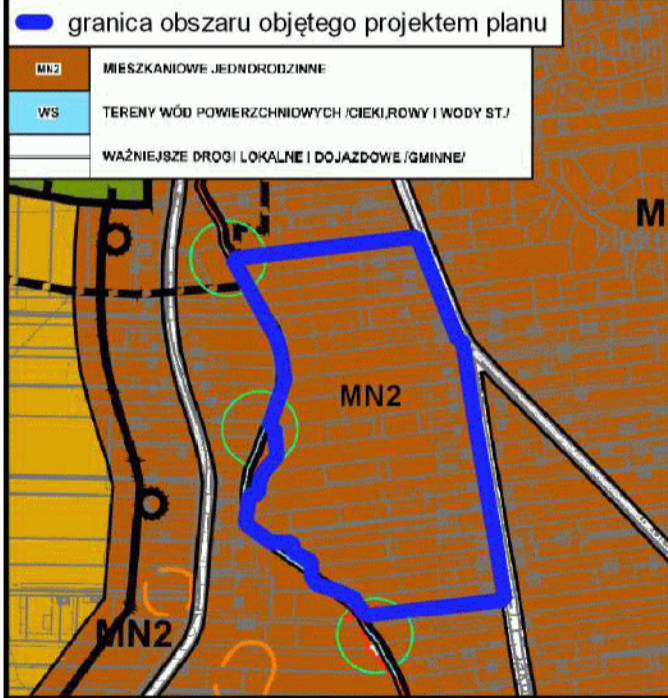 granica obszaru objętego projektem planu
MN2 MIESZKANIOWE JEDNORODZINNE
WS TERENY WÓD POWIERZCHNIOWYCH /CIEKI,ROWY I WODY ST./
WAŻNIEJSZE DROGI LOKALNE I DOJAZDOWE /GMINNE/
M
MN2
MN2